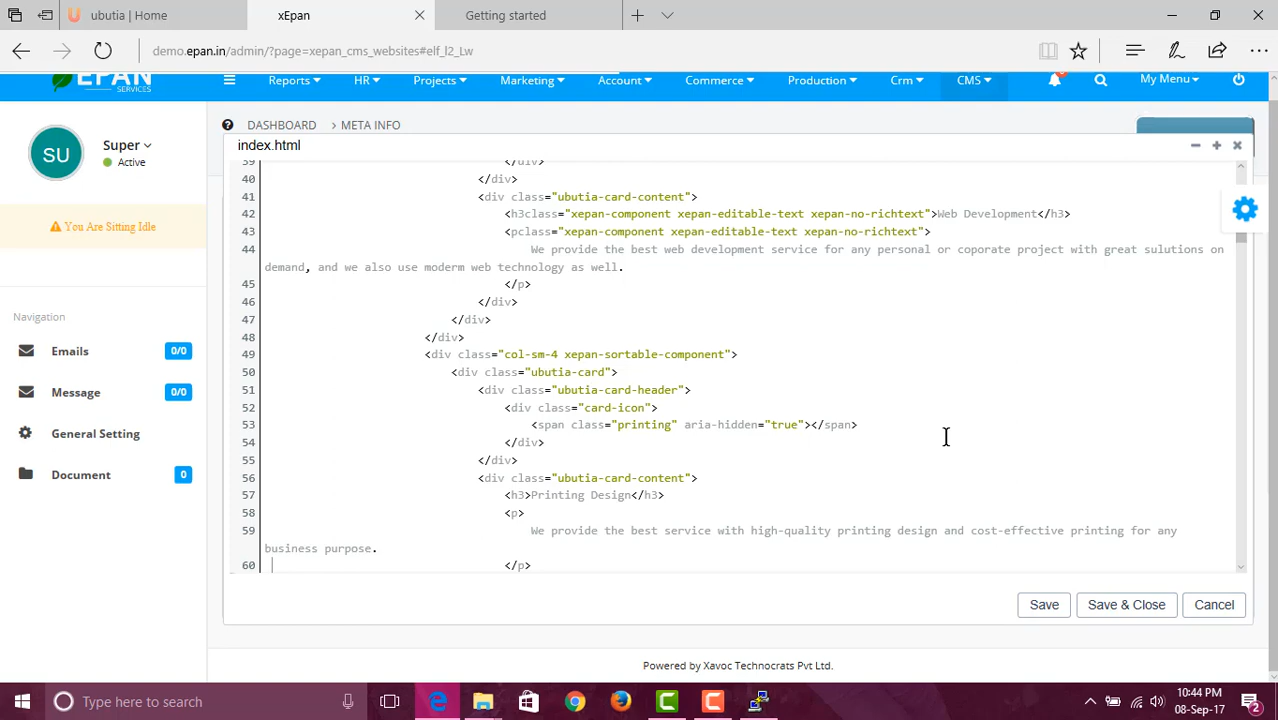 ubutia | Home
xEpan
Getting started
demo.epan.in/admin/?page=xepan_cms_websites#elf_l2_Lw
EPAN
SERVICES
Reports
HR
Projects
Marketing
Account
Commerce
Production
Crm
CMS
My Menu
SU
Super
Active
You Are Sitting Idle
Navigation
Emails 0/0
Message 0/0
General Setting
Document 0
DASHBOARD > META INFO
index.html
39 </div>
40 </div>
41 <div class="ubutia-card-content">
42 <h3class="xepan-component xepan-editable-text xepan-no-richtext">Web Development</h3>
43 <pclass="xepan-component xepan-editable-text xepan-no-richtext">
44 We provide the best web development service for any personal or coporate project with great sulutions on
demand, and we also use moderm web technology as well.
45 </p>
46 </div>
47 </div>
48 </div>
49 <div class="col-sm-4 xepan-sortable-component">
50 <div class="ubutia-card">
51 <div class="ubutia-card-header">
52 <div class="card-icon">
53 <span class="printing" aria-hidden="true"></span>
54 </div>
55 </div>
56 <div class="ubutia-card-content">
57 <h3>Printing Design</h3>
58 <p>
59 We provide the best service with high-quality printing design and cost-effective printing for any
business purpose.
60 </p>
Save
Save & Close
Cancel
Powered by Xavoc Technocrats Pvt Ltd.
Type here to search
10:44 PM
08-Sep-17
2